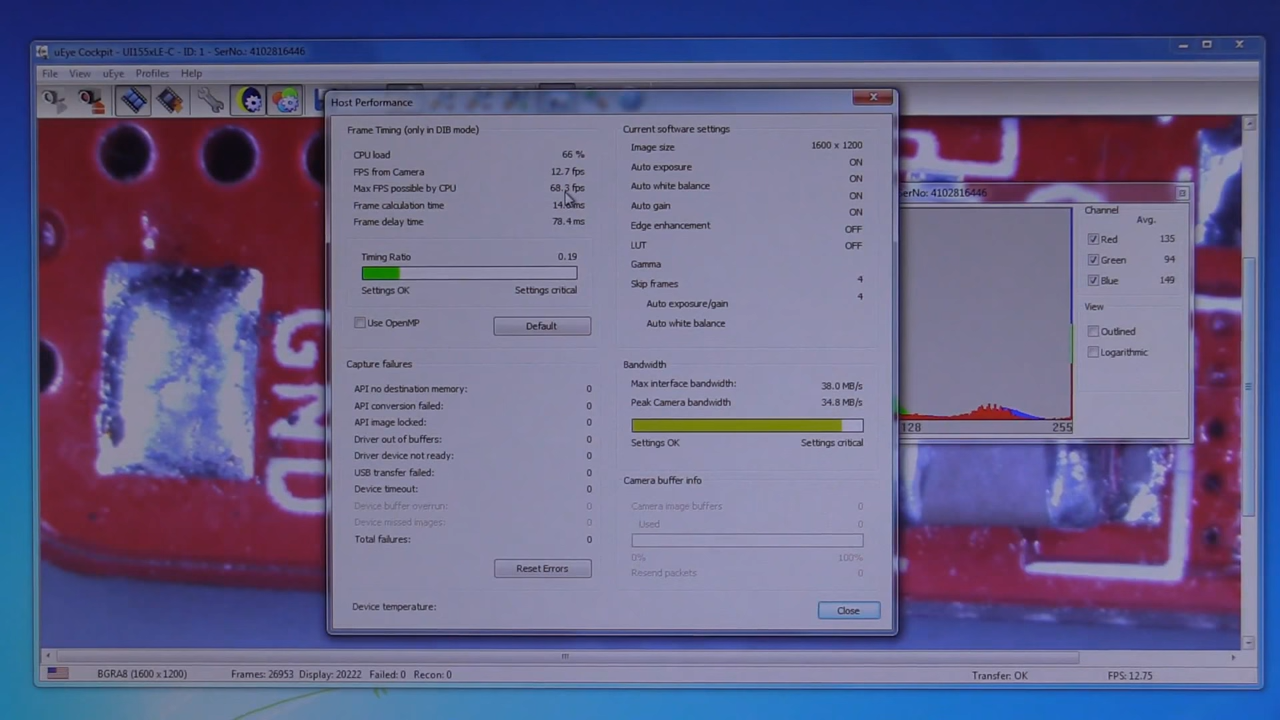 uEye Cockpit - UI155xLE-C - ID: 1 - SerNo.: 4102816446
File View uEye Profiles Help
Host Performance
Frame Timing (only in DIB mode)
CPU load 66 %
FPS from Camera 12.7 fps
Max FPS possible by CPU 68.3 fps
Frame calculation time ms
Frame delay time 78.4 ms
Timing Ratio 0.19
Settings OK Settings critical
Use OpenMP Default
Capture failures
API no destination memory: 0
API conversion failed: 0
API image locked: 0
Driver out of buffers: 0
Driver device not ready: 0
USB transfer failed: 0
Device timeout: 0
Device buffer overrun: 0
Device missed images: 0
Total failures: 0
Reset Errors
Device temperature:
Current software settings
Image size 1600 x 1200
Auto exposure ON
Auto white balance ON
Auto gain ON
Edge enhancement ON
LUT OFF
Gamma OFF
Skip frames
Auto exposure/gain 4
Auto white balance 4
Bandwidth
Max interface bandwidth: 38.0 MB/s
Peak Camera bandwidth 34.8 MB/s
Settings OK Settings critical
Camera buffer info
Camera image buffers 0
Used 0
0% 100%
Resend packets 0
Close
SerNo.: 4102816446
Channel
Avg.
Red 135
Green 94
Blue 149
View
Outlined
Logarithmic
128 255
GND
BGRA8 (1600 x 1200) Frames: 26953 Display: 20222 Failed: 0 Recon: 0 Transfer: OK FPS: 12.75